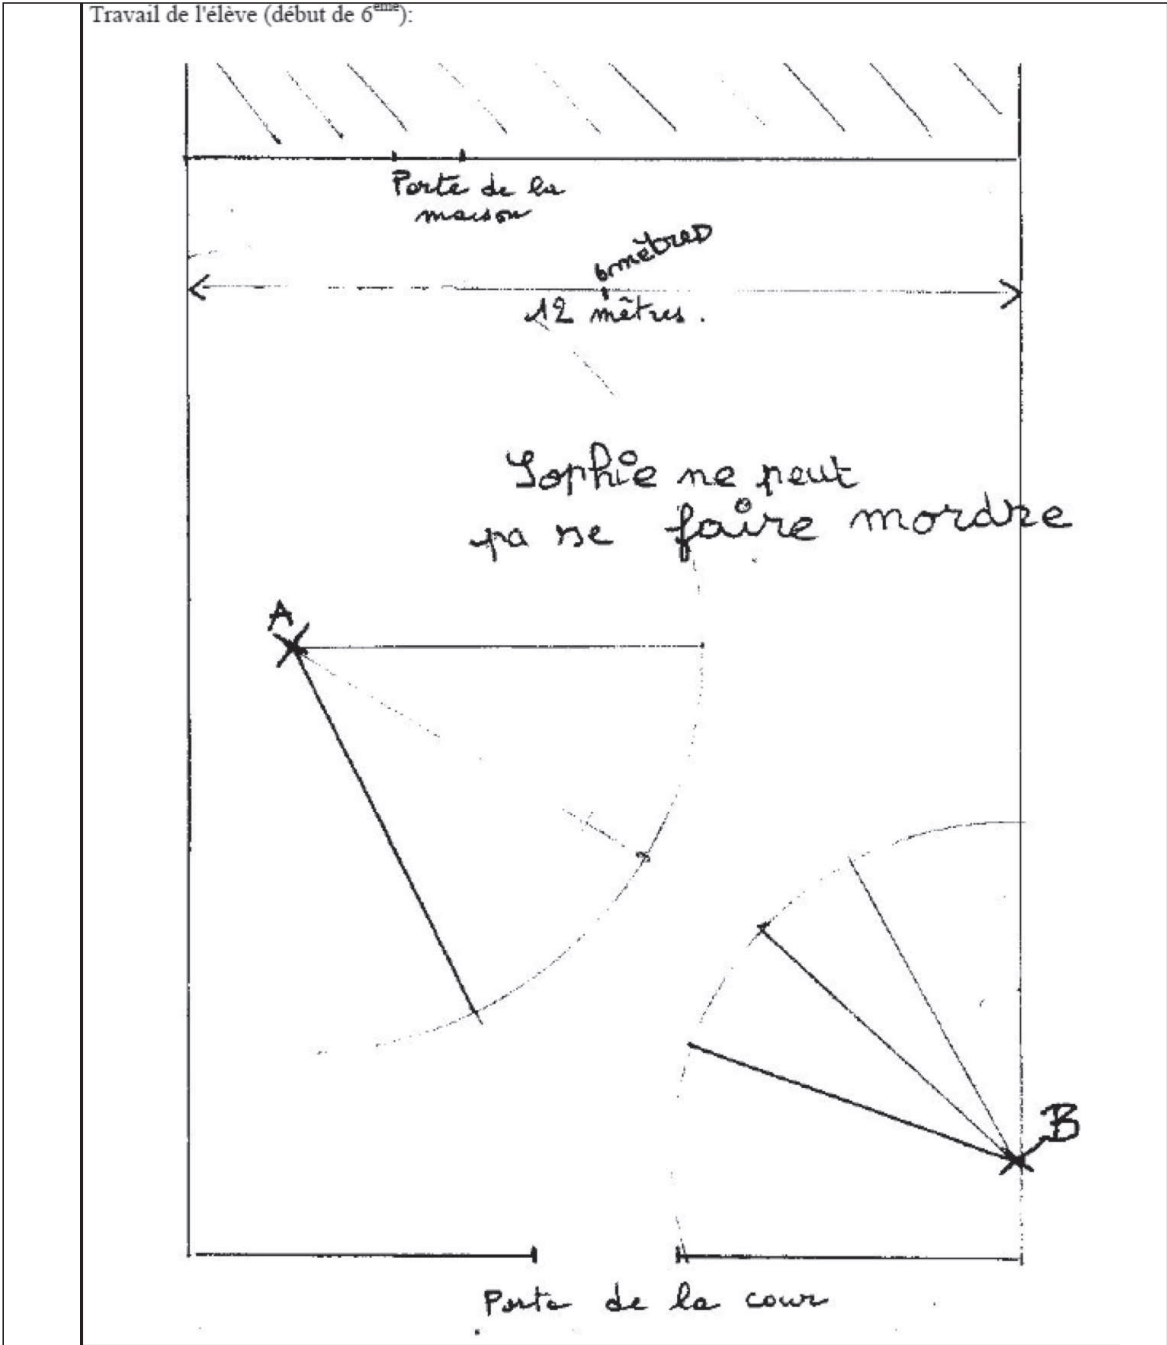 Travail de l'élève (début de 6ème):
Porte de la
maison
6 mètres
12 mêtres.
Sophie ne peut
pa se faire mordre
A
B
Porte de la cour